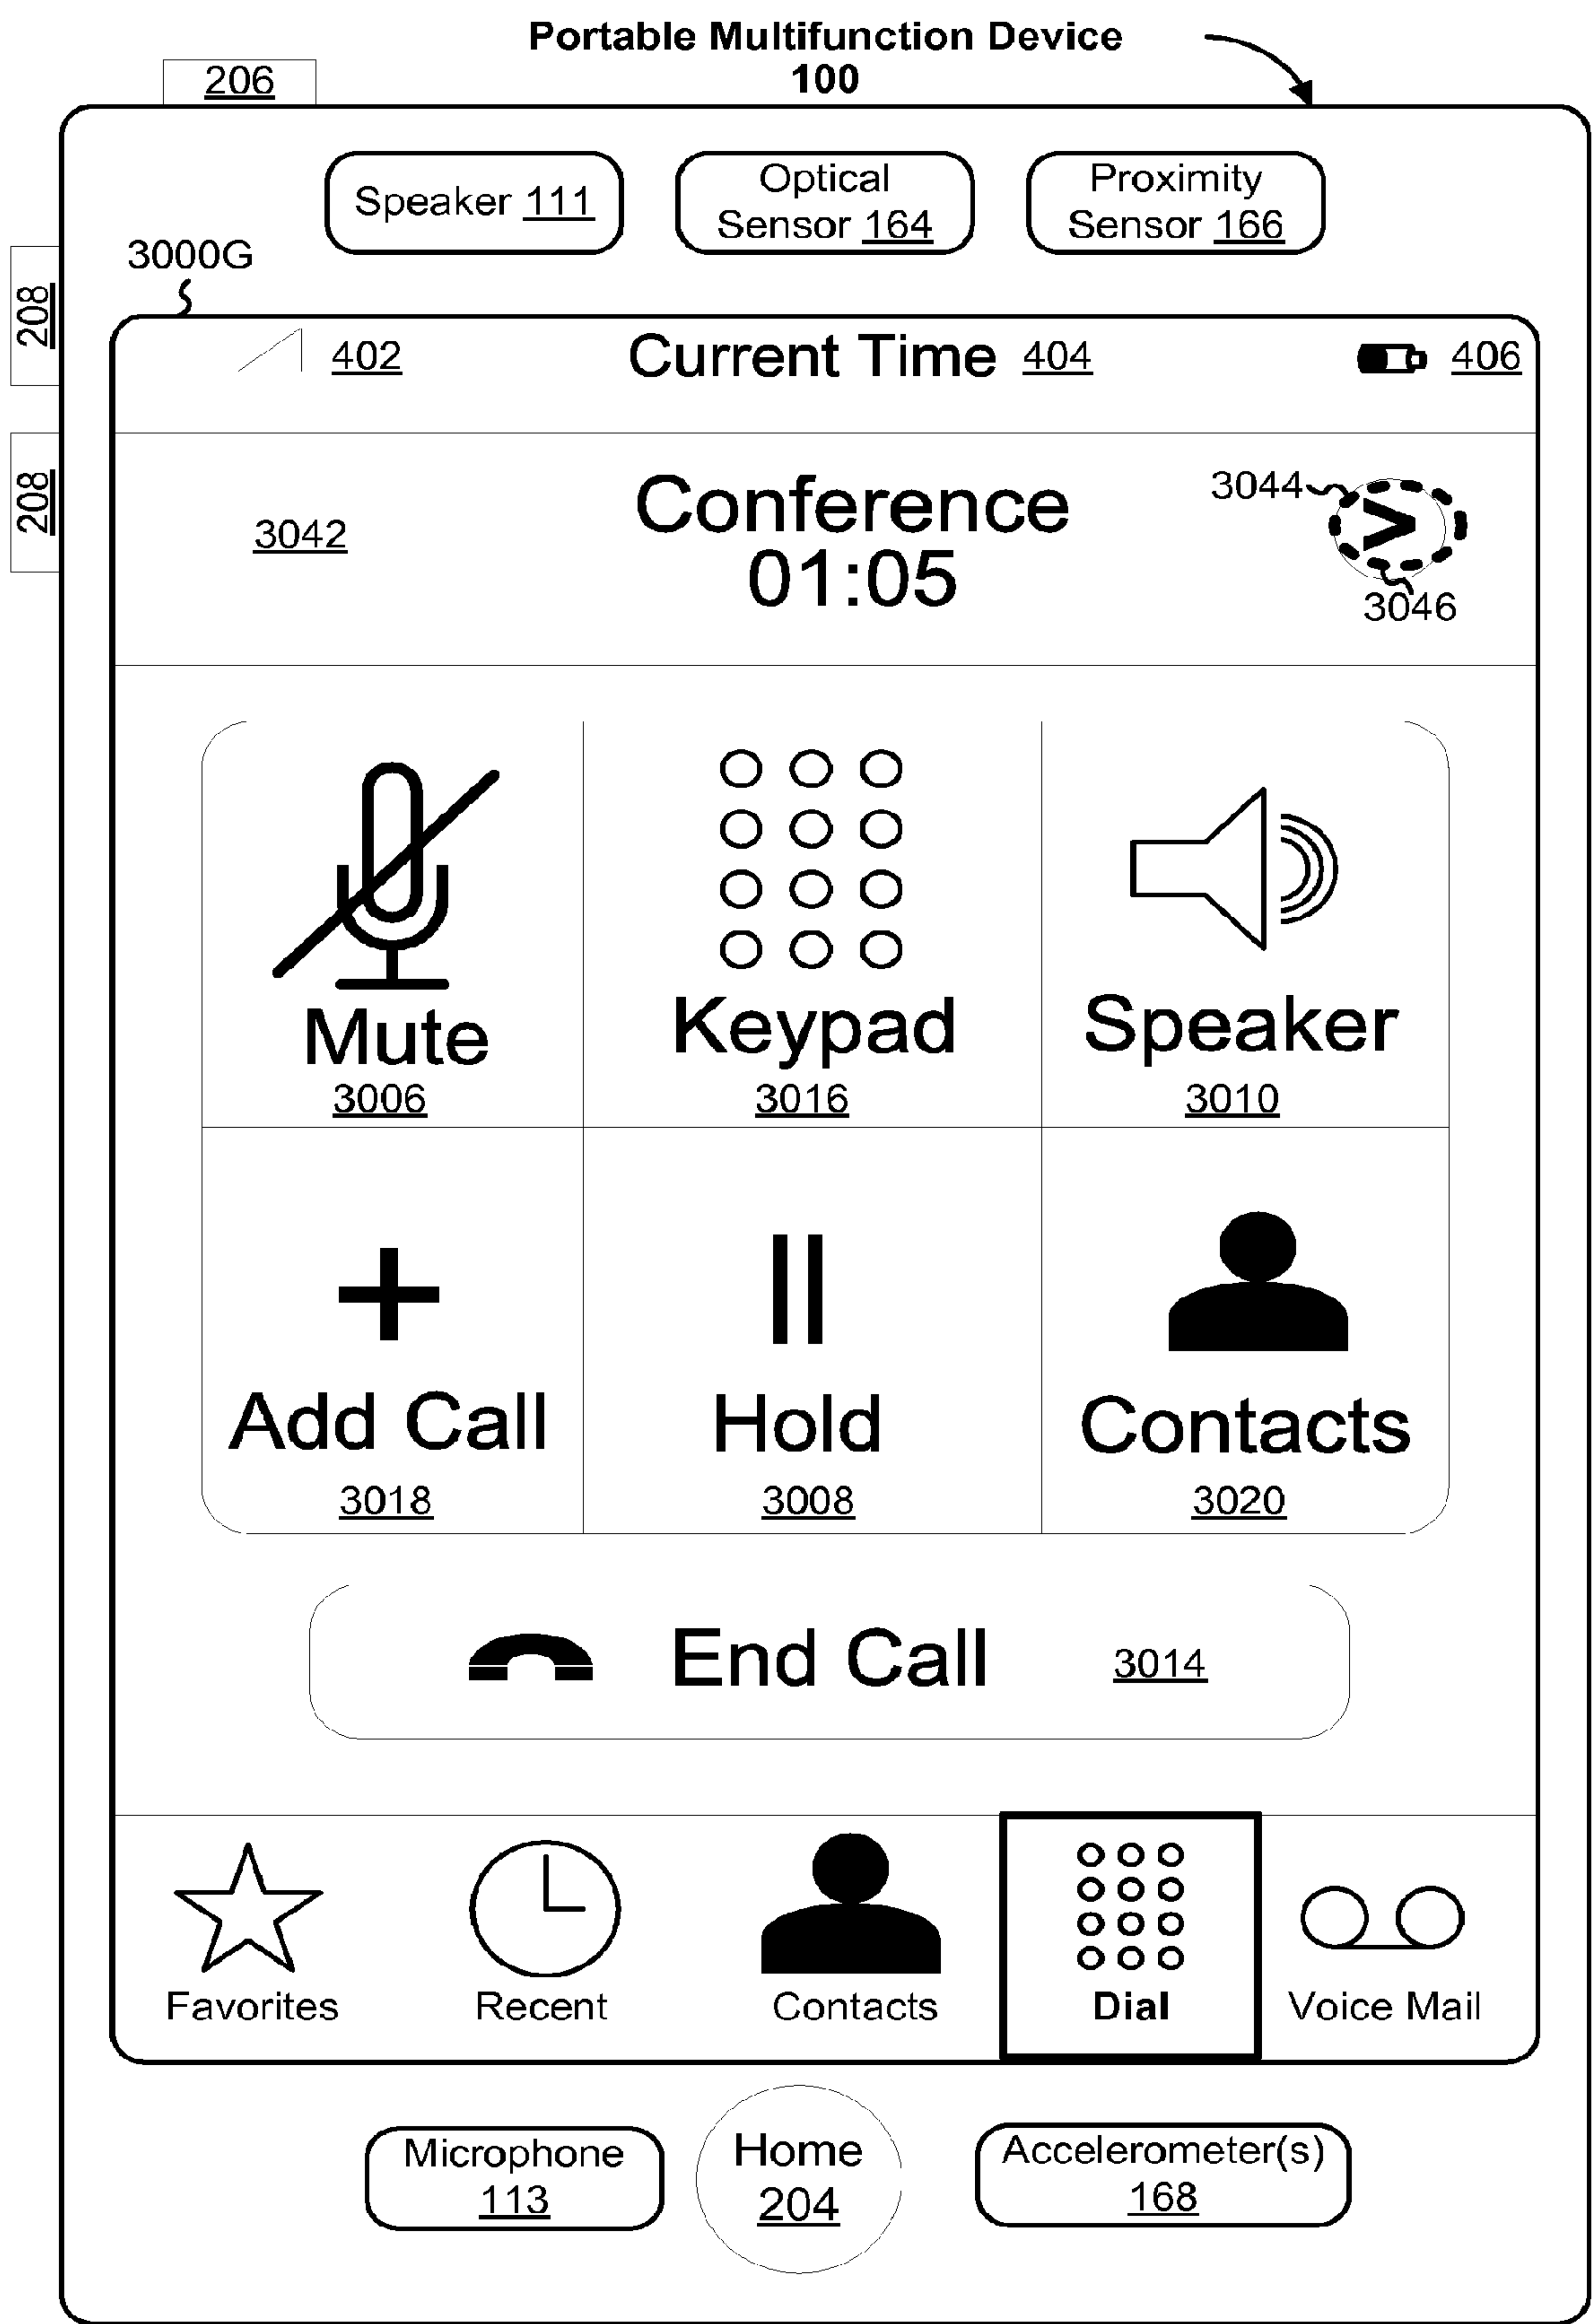 Portable Multifunction Device
100
206
Speaker 111
Optical
Sensor 164
Proximity
Sensor 166
3000G
208
402
Current Time 404
406
208
3042
Conference
01:05
3044
>
3046
Mute
3006
Keypad
3016
Speaker
3010
Add Call
3018
Hold
3008
Contacts
3020
End Call 3014
Favorites
Recent
Contacts
Dial
Voice Mail
Microphone
113
Home
204
Accelerometer(s)
168